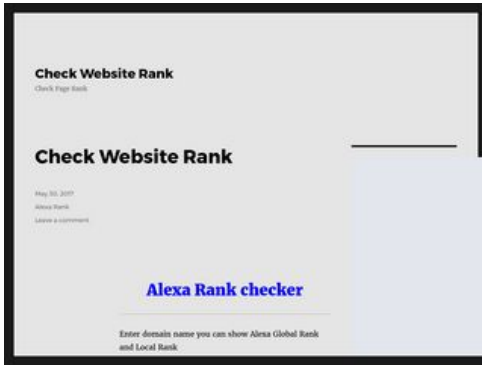 Check Website Rank
Check Page Rank
Check Website Rank
May 30, 2017
Alexa Rank
Leave a comment
Alexa Rank checker
Enter domain name you can show Alexa Global Rank
and Local Rank